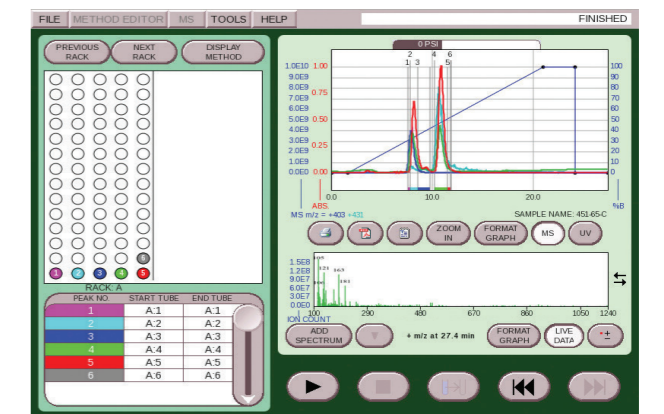 FILE METHOD EDITOR MS TOOLS HELP FINISHED
PREVIOUS RACK NEXT RACK DISPLAY METHOD
6
1 2 3 4 5
RACK: A
PEAK NO. START TUBE END TUBE
1 A:1 A:1
2 A:2 A:2
3 A:3 A:3
4 A:4 A:4
5 A:5 A:5
6 A:6 A:6
0 PSI
2 4 6
1 3 5
1.0E10 1.00 100
9.0E9 90
8.0E9 80
7.0E9 0.75 70
6.0E9 60
5.0E9 0.50 50
4.0E9 40
3.0E9 30
2.0E9 0.25 20
1.0E9 10
0.0E0 0.00 0
0.0 10.0 20.0
ABS. %B
MS m/z = +403 +431 SAMPLE NAME: 451-65-C
ZOOM IN FORMAT GRAPH MS UV
1.5E8
1.2E8
9.0E7
6.0E7
3.0E7
0.0E0
105
121 163
181
100 290 480 670 860 1050 1240
ION COUNT
ADD SPECTRUM + m/z at 27.4 min FORMAT GRAPH LIVE DATA